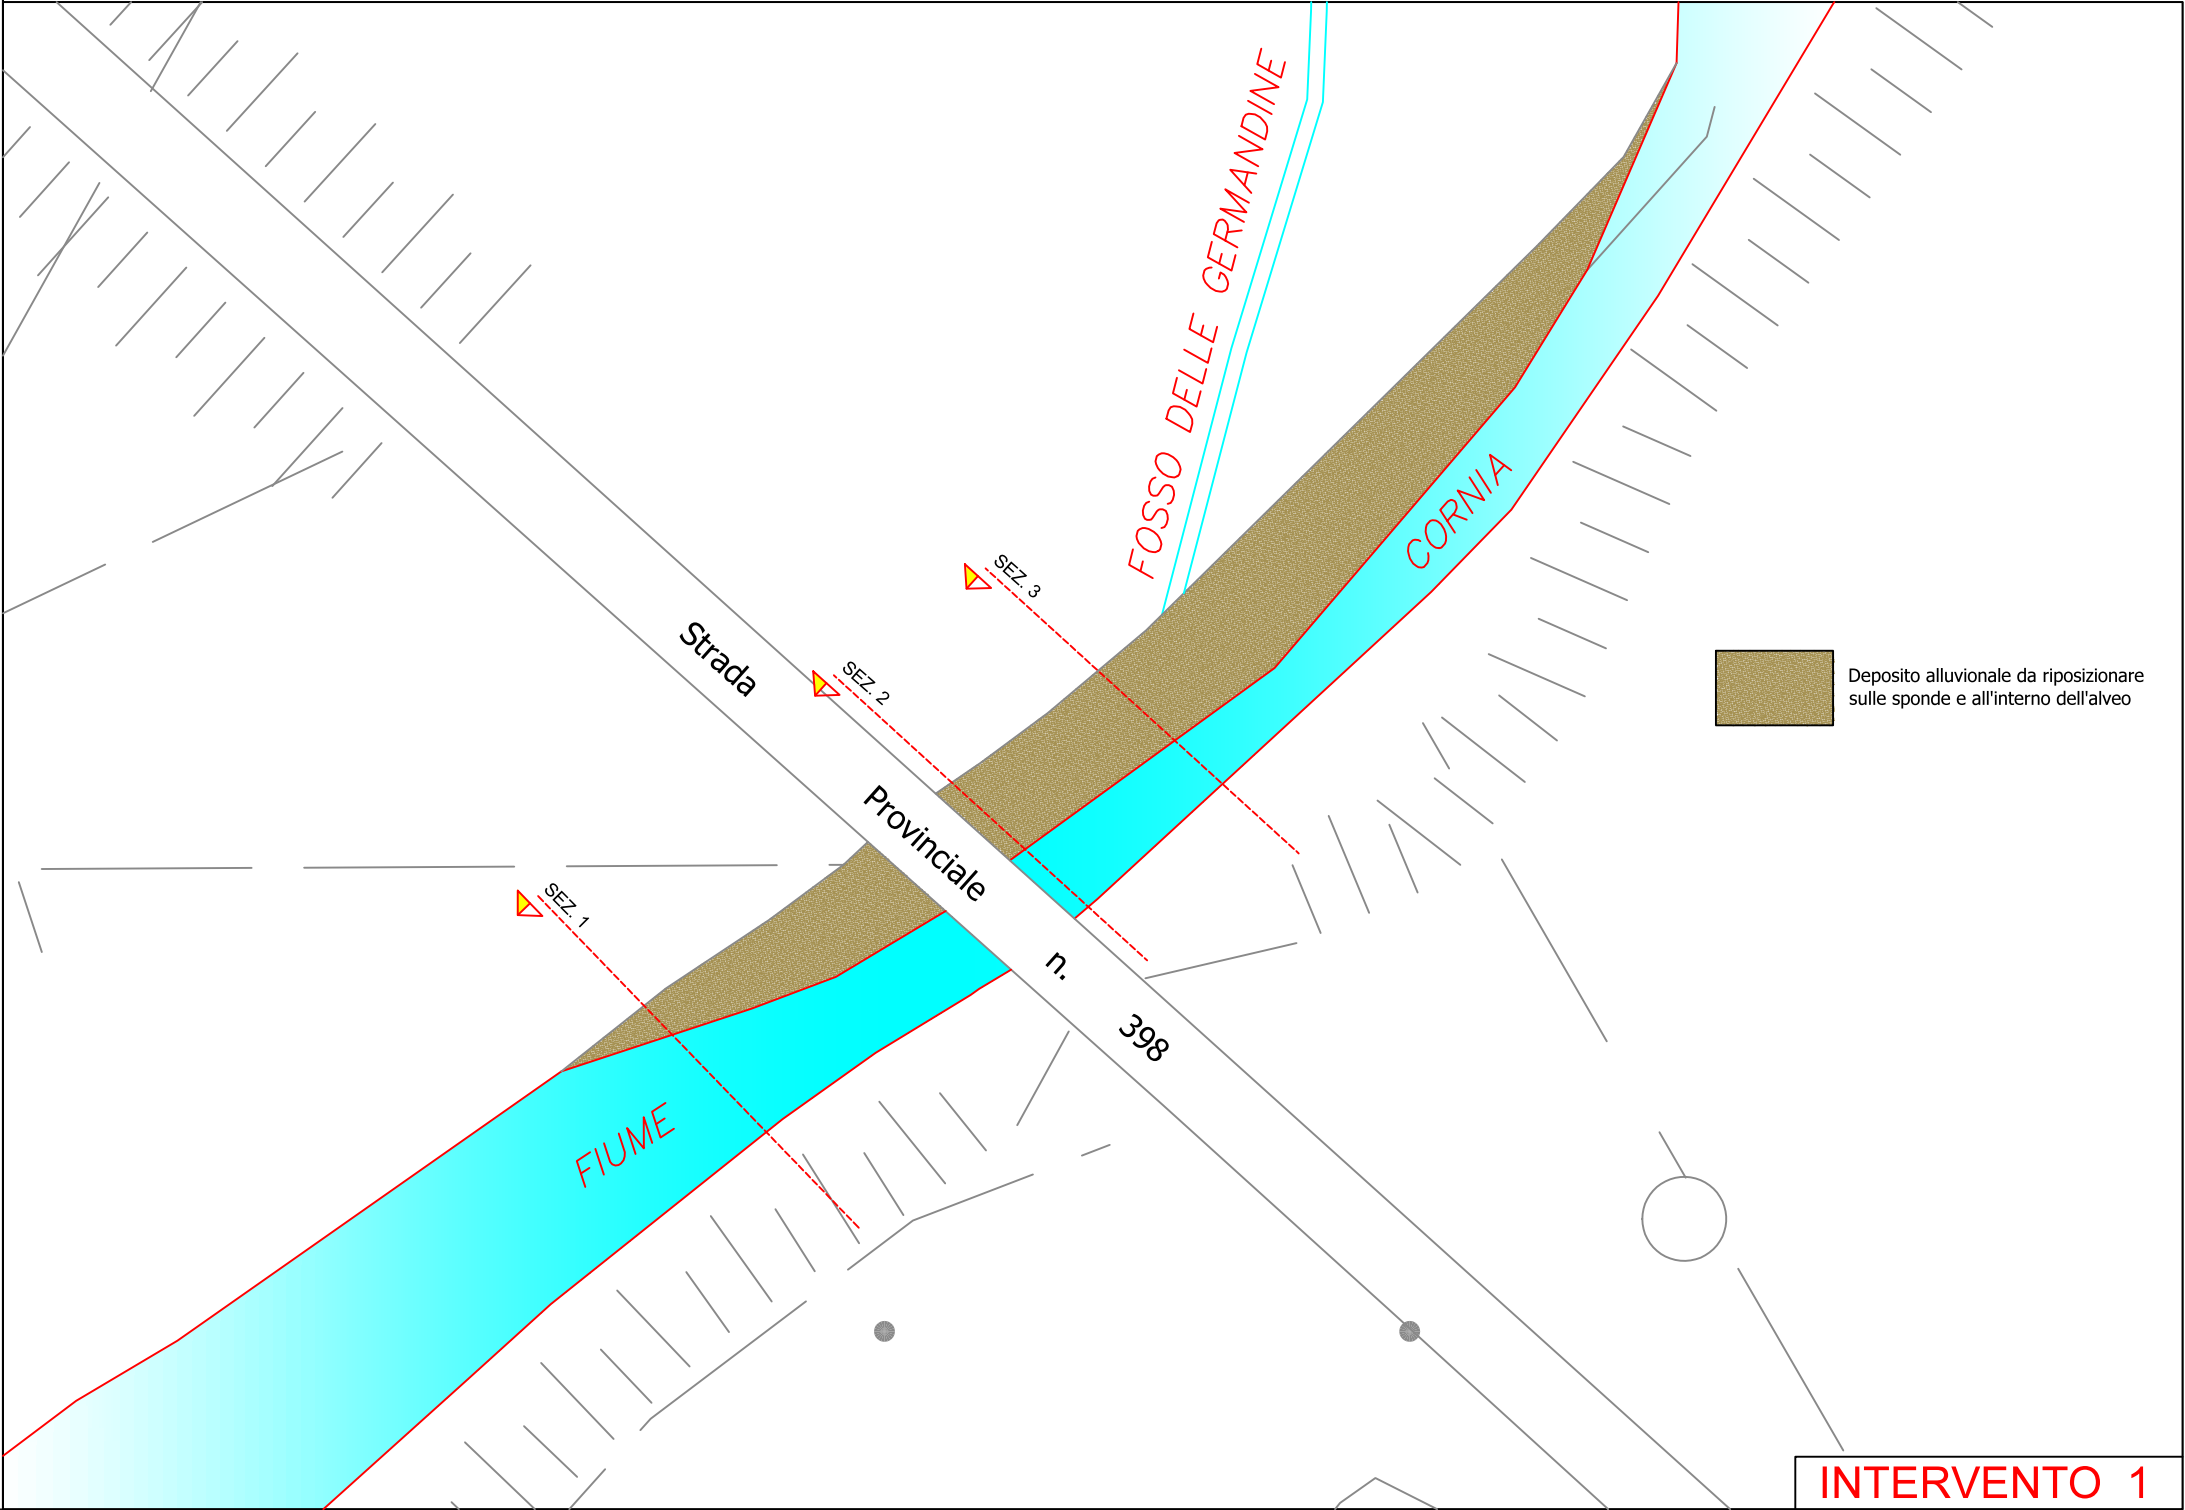 FOSSO DELLE GERMANDINE
CORNIA
SEZ. 3
Strada
SEZ. 2
Deposito alluvionale da riposizionare
sulle sponde e all'interno dell'alveo
Provinciale
SEZ. 1
n.
398
FIUME
INTERVENTO 1